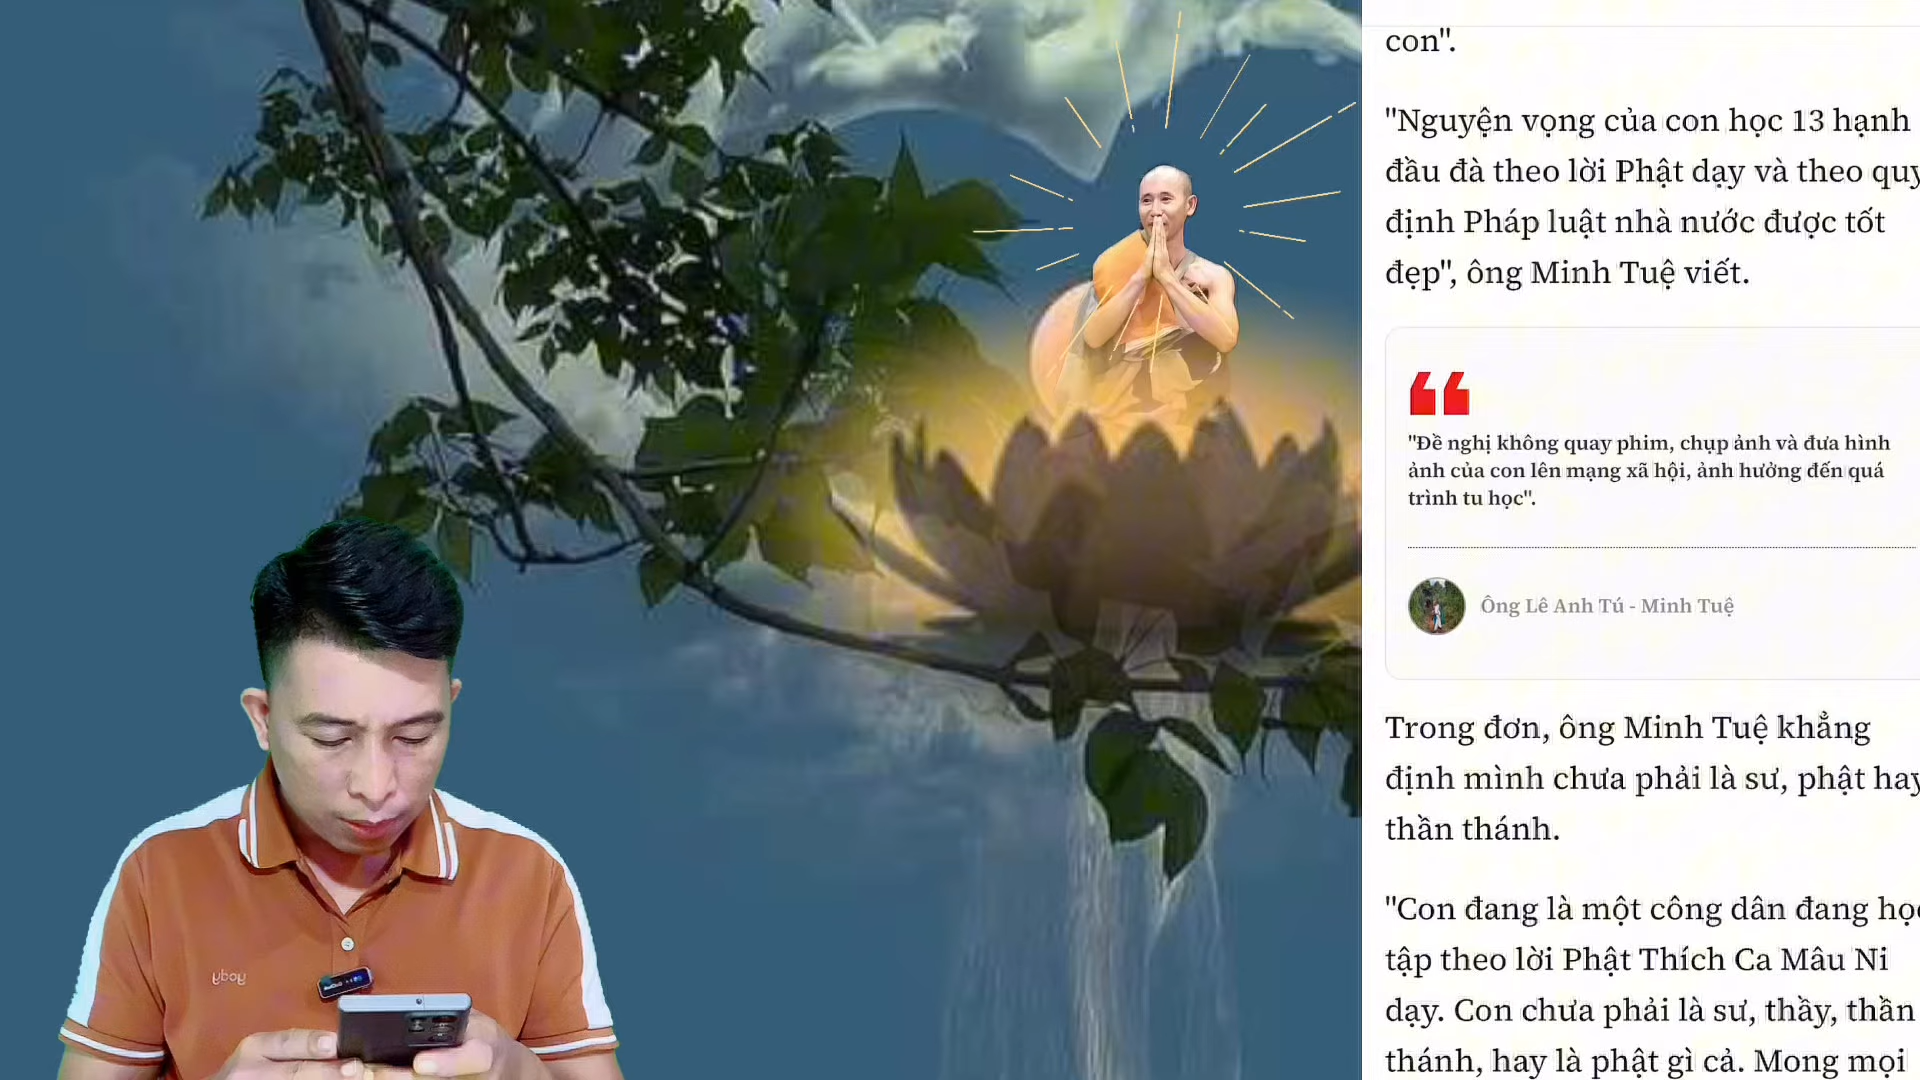 con".
"Nguyện vọng của con học 13 hạnh
đầu đà theo lời Phật dạy và theo quy
định Pháp luật nhà nước được tốt
đẹp", ông Minh Tuệ viết.
"Đề nghị không quay phim, chụp ảnh và đưa hình
ảnh của con lên mạng xã hội, ảnh hưởng đến quá
trình tu học".
Ông Lê Anh Tú - Minh Tuệ
Trong đơn, ông Minh Tuệ khẳng
định mình chưa phải là sư, phật hay
thần thánh.
"Con đang là một công dân đang học
tập theo lời Phật Thích Ca Mâu Ni
dạy. Con chưa phải là sư, thầy, thần
thánh, hay là phật gì cả. Mong mọi
yody